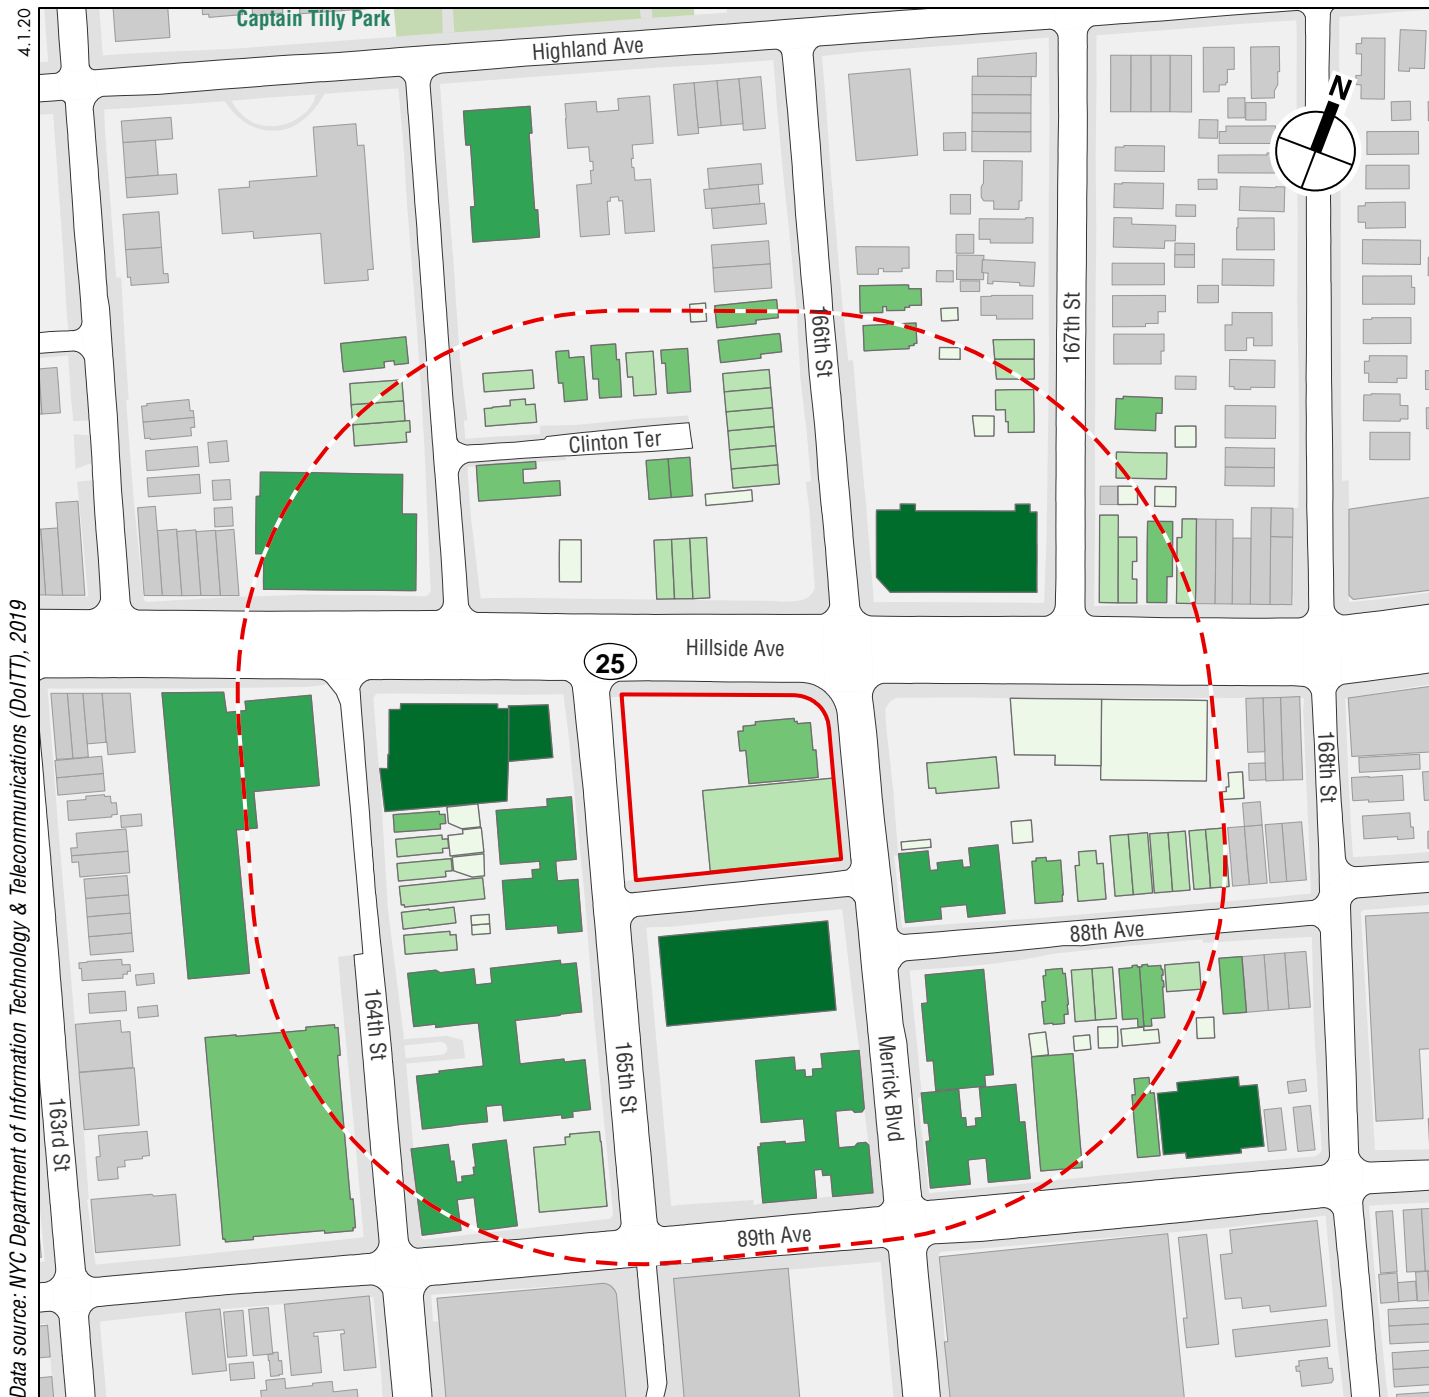 4.1.20
Captain Tilly Park
Highland Ave
N
166th St
167th St
Clinton Ter
Hillside Ave
25
168th St
88th Ave
164th St
165th St
Merrick Blvd
163rd St
89th Ave
Data source: NYC Department of Information Technology & Telecommunications (DoITT), 2019